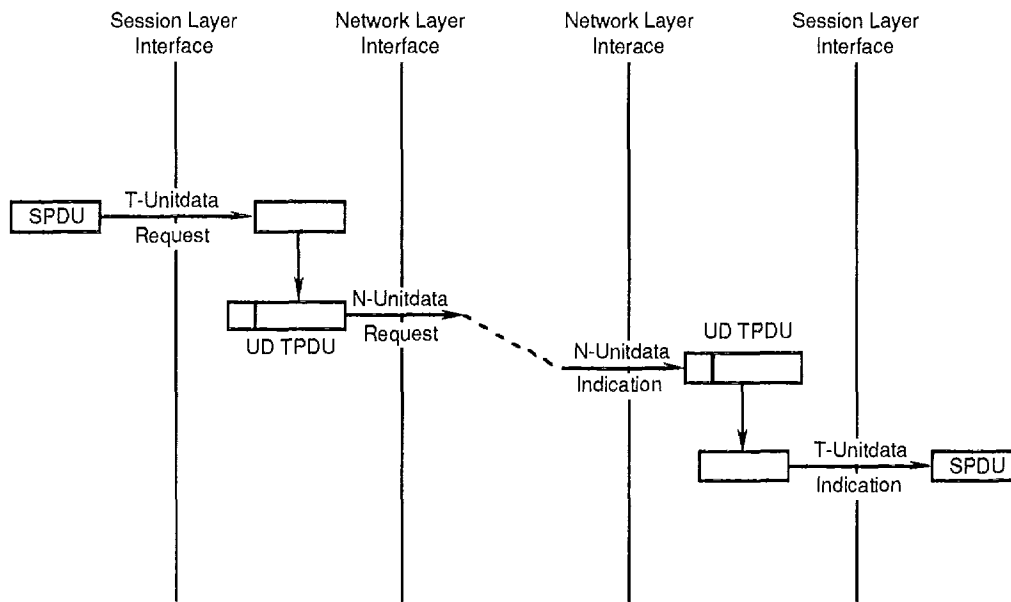 Session Layer
Interface
Network Layer
Interface
Network Layer
Interace
Session Layer
Interface
SPDU
T-Unitdata
Request
N-Unitdata
Request
UD TPDU
N-Unitdata
Indication
UD TPDU
T-Unitdata
Indication
SPDU